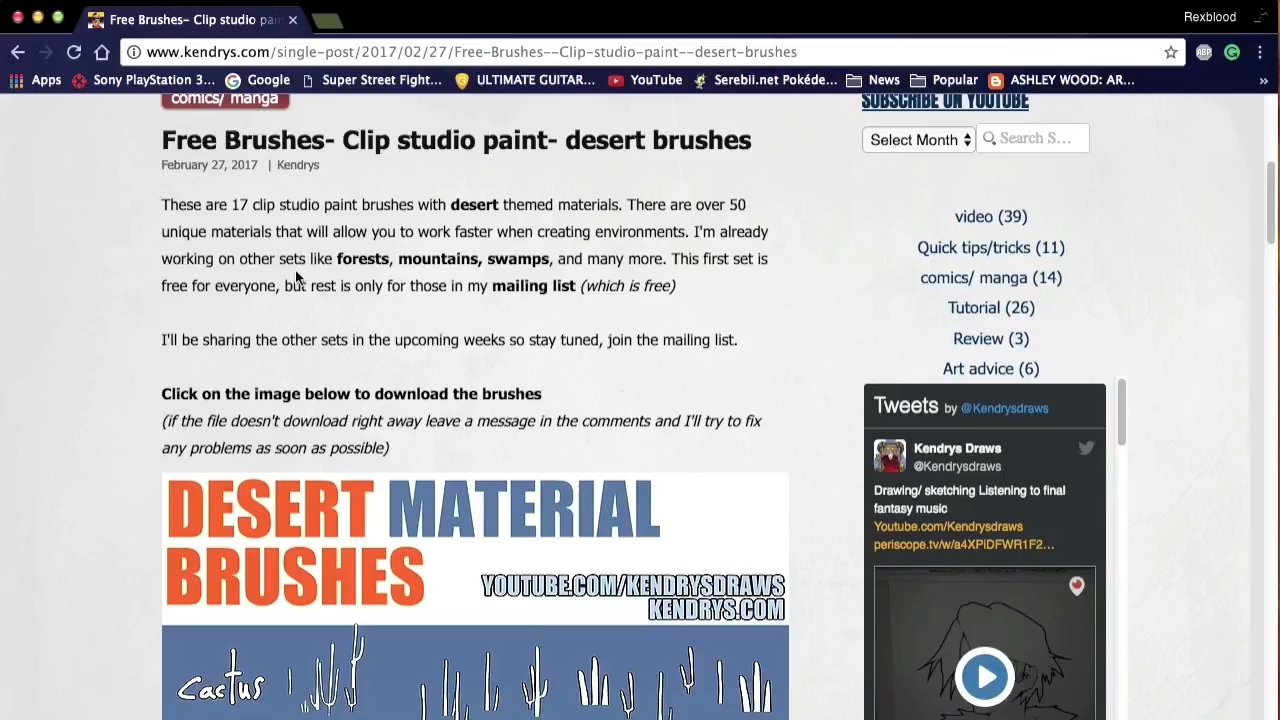 Free Brushes- Clip studio pain
Rexblood
www.kendrys.com/single-post/2017/02/27/Free-Brushes--Clip-studio-paint--desert-brushes
ABP
Apps
Sony PlayStation 3...
Google
Super Street Fight...
ULTIMATE GUITAR...
YouTube
Serebii.net Pokéde...
News
Popular
ASHLEY WOOD: AR...
»
comics/ manga
Free Brushes- Clip studio paint- desert brushes
February 27, 2017 | Kendrys
These are 17 clip studio paint brushes with desert themed materials. There are over 50
unique materials that will allow you to work faster when creating environments. I'm already
working on other sets like forests, mountains, swamps, and many more. This first set is
free for everyone, but rest is only for those in my mailing list (which is free)
I'll be sharing the other sets in the upcoming weeks so stay tuned, join the mailing list.
Click on the image below to download the brushes
(if the file doesn't download right away leave a message in the comments and I'll try to fix
any problems as soon as possible)
DESERT MATERIAL
BRUSHES
YOUTUBE.COM/KENDRYSDRAWS
KENDRYS.COM
Cactus
SUBSCRIBE ON YOUTUBE
Select Month
Search S...
video (39)
Quick tips/tricks (11)
comics/ manga (14)
Tutorial (26)
Review (3)
Art advice (6)
Tweets by @Kendrysdraws
Kendrys Draws
@Kendrysdraws
Drawing/ sketching Listening to final
fantasy music
Youtube.com/Kendrysdraws
periscope.tv/w/a4XPiDFWR1F2...